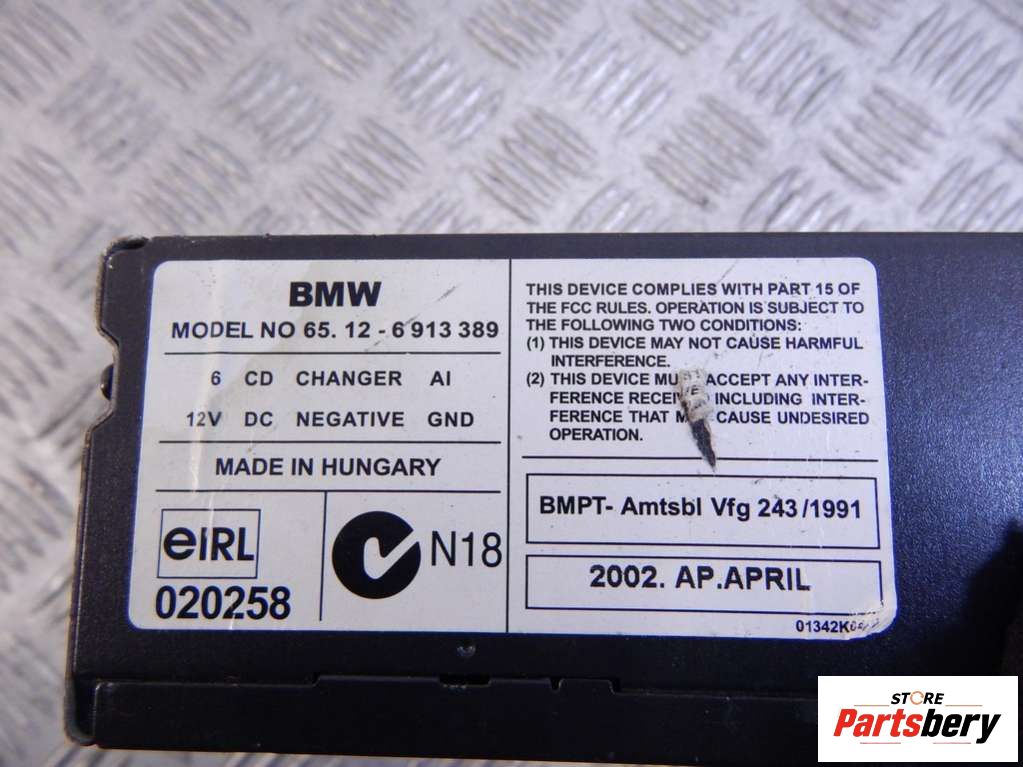 BMW
MODEL NO 65. 12 - 6 913 389
6 CD CHANGER AI
12V DC NEGATIVE GND
MADE IN HUNGARY
eIRL
020258
N18
THIS DEVICE COMPLIES WITH PART 15 OF
THE FCC RULES. OPERATION IS SUBJECT TO
THE FOLLOWING TWO CONDITIONS:
(1) THIS DEVICE MAY NOT CAUSE HARMFUL
INTERFERENCE.
(2) THIS DEVICE ACCEPT ANY INTER-
FERENCE INCLUDING INTER-
FERENCE THAT CAUSE UNDESIRED
OPERATION.
BMPT- Amtsbl Vfg 243/1991
2002. AP.APRIL
STORE
Partsbery